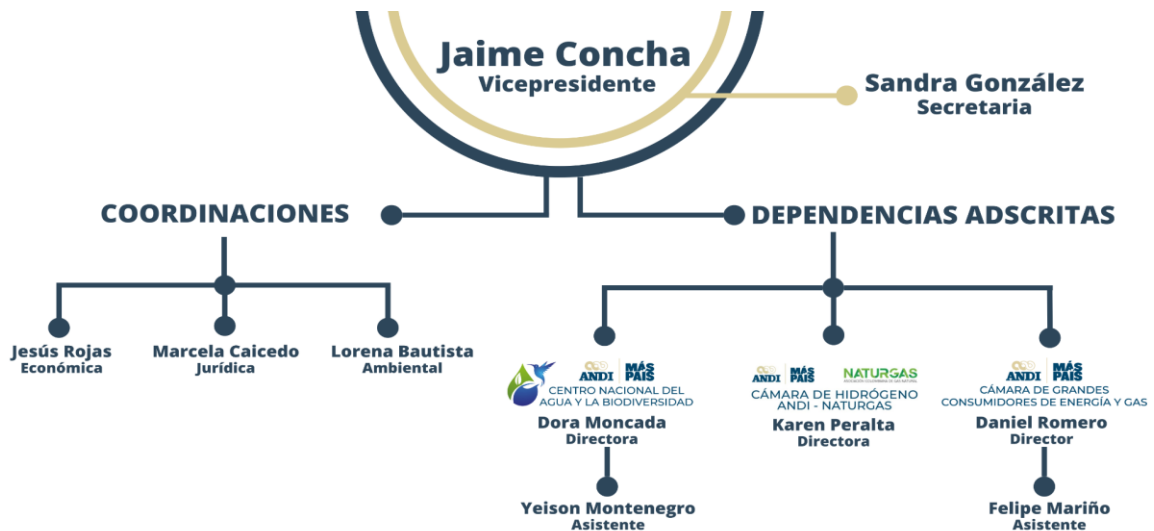 Jaime Concha
Vicepresidente
Sandra González
Secretaria
COORDINACIONES
DEPENDENCIAS ADSCRITAS
Jesús Rojas
Económica
Marcela Caicedo
Jurídica
Lorena Bautista
Ambiental
ANDI
MÁS
PAÍS
CENTRO NACIONAL DEL
AGUA Y LA BIODIVERSIDAD
Dora Moncada
Directora
Yeison Montenegro
Asistente
ANDI
MÁS
PAÍS
NATURGAS
CÁMARA DE HIDRÓGENO
ANDI - NATURGAS
Karen Peralta
Directora
ANDI
MÁS
PAÍS
CÁMARA DE GRANDES
CONSUMIDORES DE ENERGÍA Y GAS
Daniel Romero
Director
Felipe Mariño
Asistente